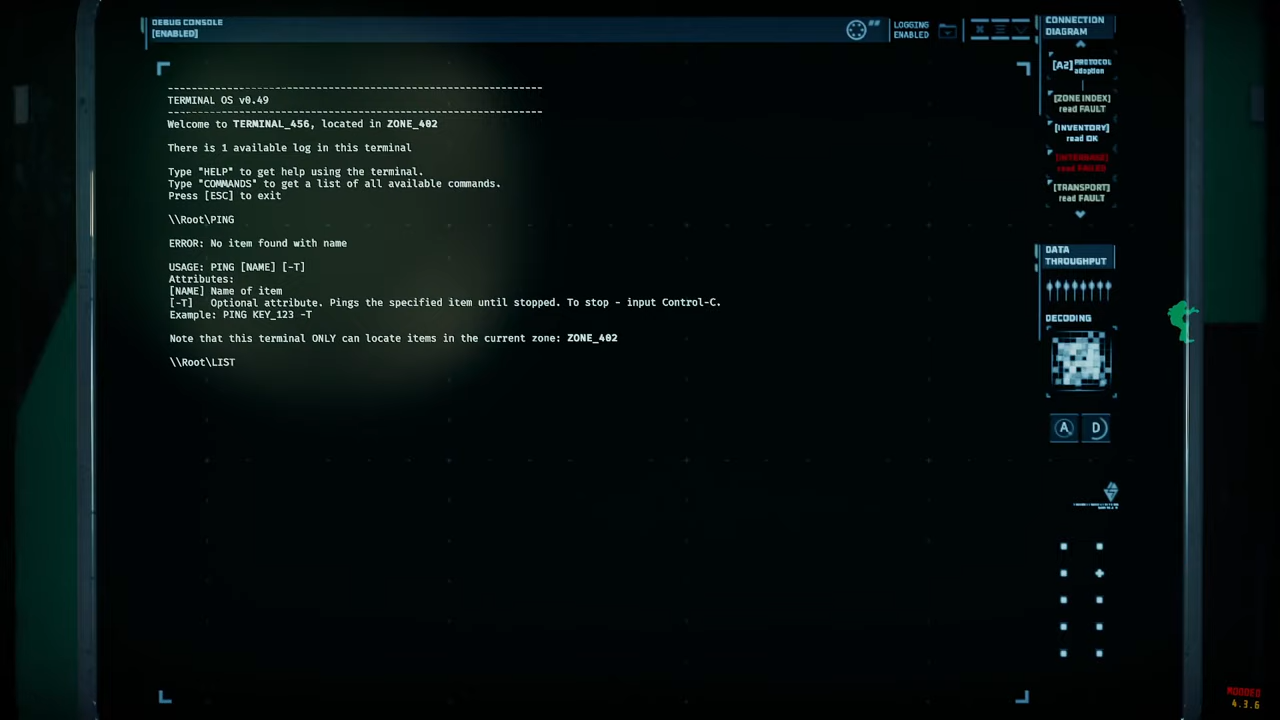 DEBUG CONSOLE
[ENABLED]
LOGGING
ENABLED
CONNECTION
DIAGRAM
[A2] PROTOCOL
adoption
[ZONE INDEX]
read FAULT
[INVENTORY]
read OK
read FAILED
[TRANSPORT]
read FAULT
DATA
THROUGHPUT
DECODING
A D
--------------------------------------------------------------
TERMINAL OS v0.49
--------------------------------------------------------------
Welcome to TERMINAL_456, located in ZONE_402
There is 1 available log in this terminal
Type "HELP" to get help using the terminal.
Type "COMMANDS" to get a list of all available commands.
Press [ESC] to exit
\\Root\PING
ERROR: No item found with name
USAGE: PING [NAME] [-T]
Attributes:
[NAME] Name of item
[-T] Optional attribute. Pings the specified item until stopped. To stop - input Control-C.
Example: PING KEY_123 -T
Note that this terminal ONLY can locate items in the current zone: ZONE_402
\\Root\LIST
MODDED
4.3.6